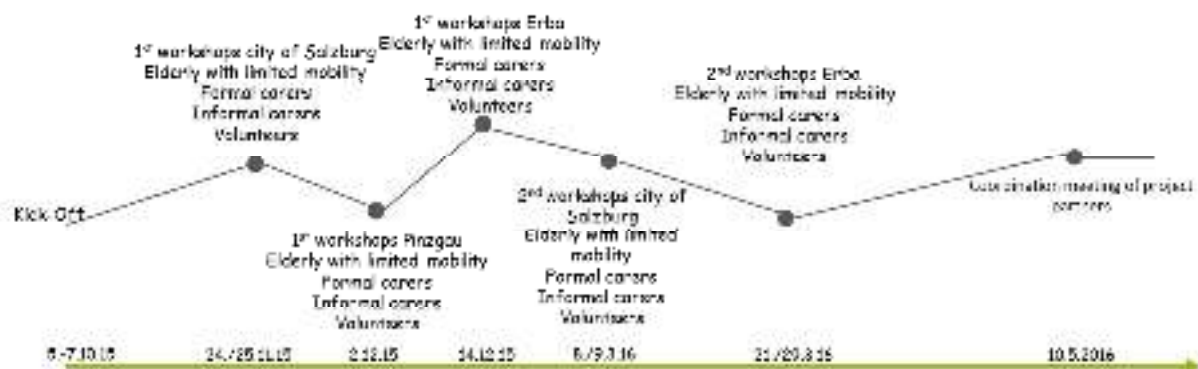 Kick Off
1st workshops city of Salzburg
Elderly with limited mobility
Formal carers
Informal carers
Volunteers
1st workshops Pinzgau
Elderly with limited mobility
Formal carers
Informal carers
Volunteers
1st workshops Erba
Elderly with limited mobility
Formal carers
Informal carers
Volunteers
2nd workshops city of
Salzburg
Elderly with limited
mobility
Formal carers
Informal carers
Volunteers
2nd workshops Erba
Elderly with limited mobility
Formal carers
Informal carers
Volunteers
Coordination meeting of project
partners
24./25.11.15
2.12.15
14.12.15
10.5.2016